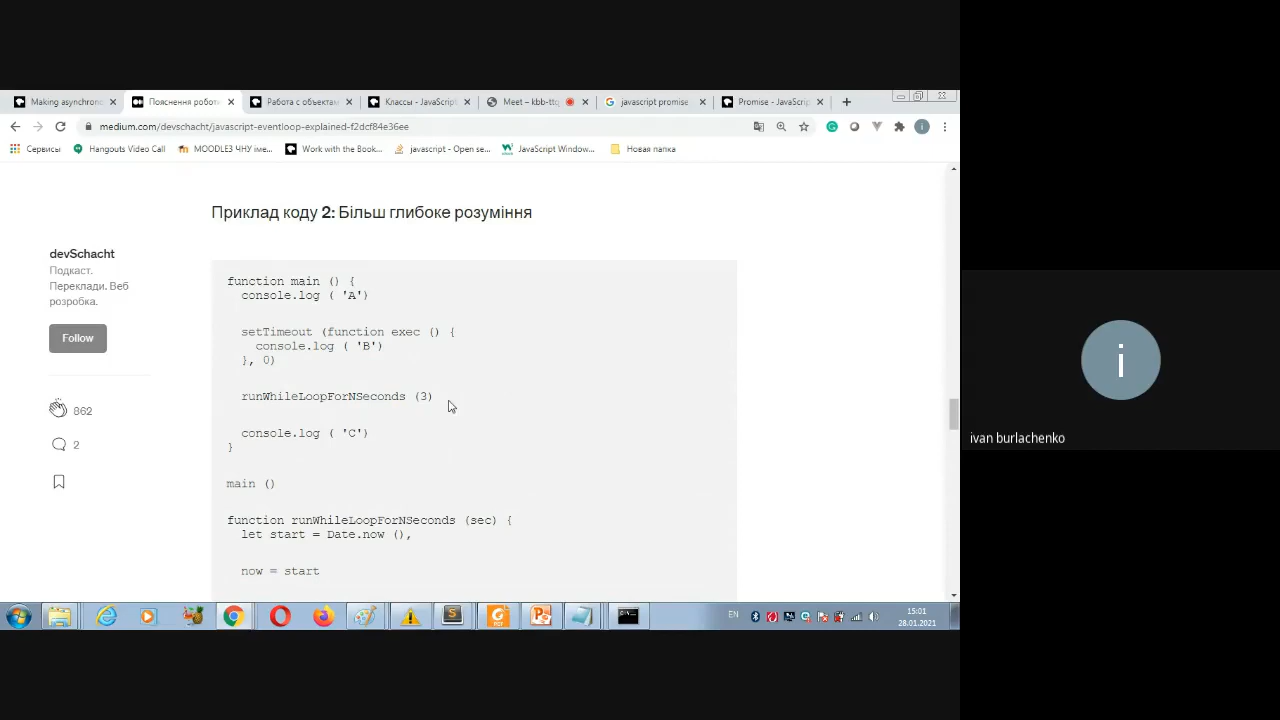 Making asynchrono
Пояснення роботи
Работа с объектам
Классы - JavaScript
Meet – kbb-ttq
javascript promise
Promise - JavaScrip
medium.com/devschacht/javascript-eventloop-explained-f2dcf84e36ee
Сервисы
Hangouts Video Call
MOODLE3 ЧНУ іме...
Work with the Book...
javascript - Open se...
JavaScript Window...
Новая папка
Приклад коду 2: Більш глибоке розуміння
devSchacht
Подкаст.
Переклади. Веб
розробка.
Follow
862
2
function main () {
console.log ( 'A')
setTimeout (function exec () {
console.log ( 'B')
}, 0)
runWhileLoopForNSeconds (3)
console.log ( 'C')
}
main ()
function runWhileLoopForNSeconds (sec) {
let start = Date.now (),
now = start
i
ivan burlachenko
EN
15:01
28.01.2021